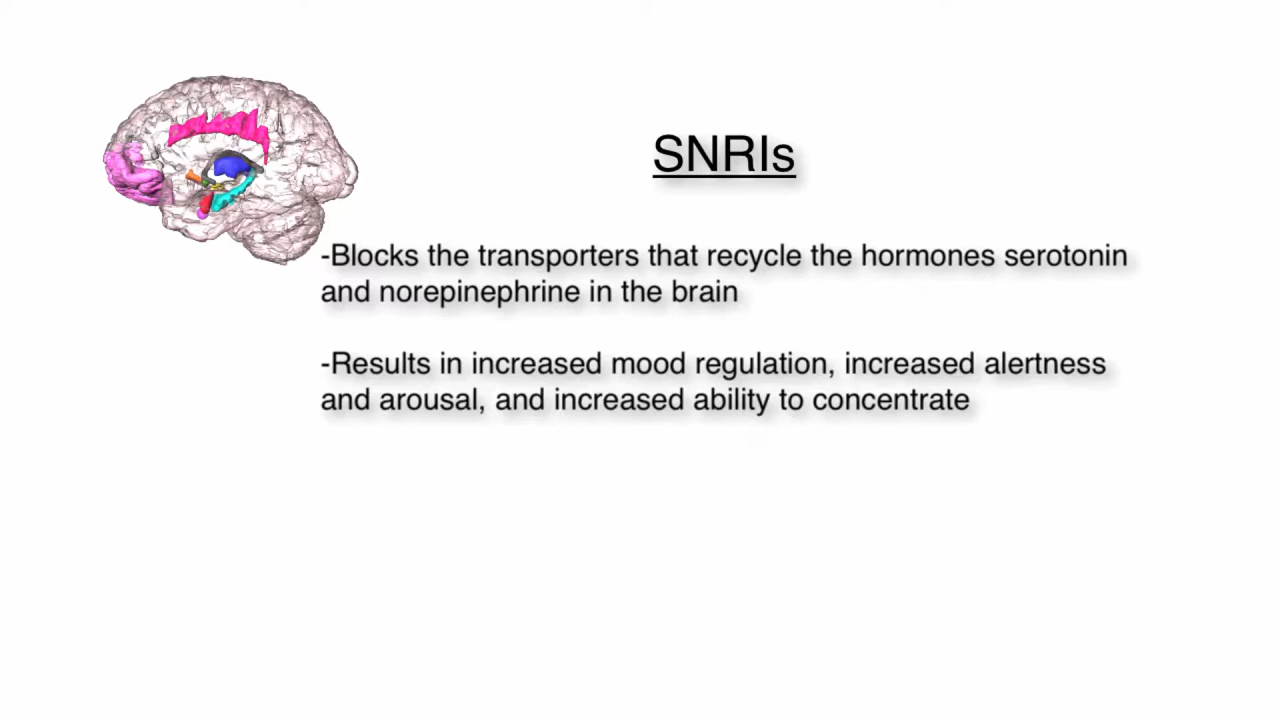 SNRIs
-Blocks the transporters that recycle the hormones serotonin
and norepinephrine in the brain
-Results in increased mood regulation, increased alertness
and arousal, and increased ability to concentrate